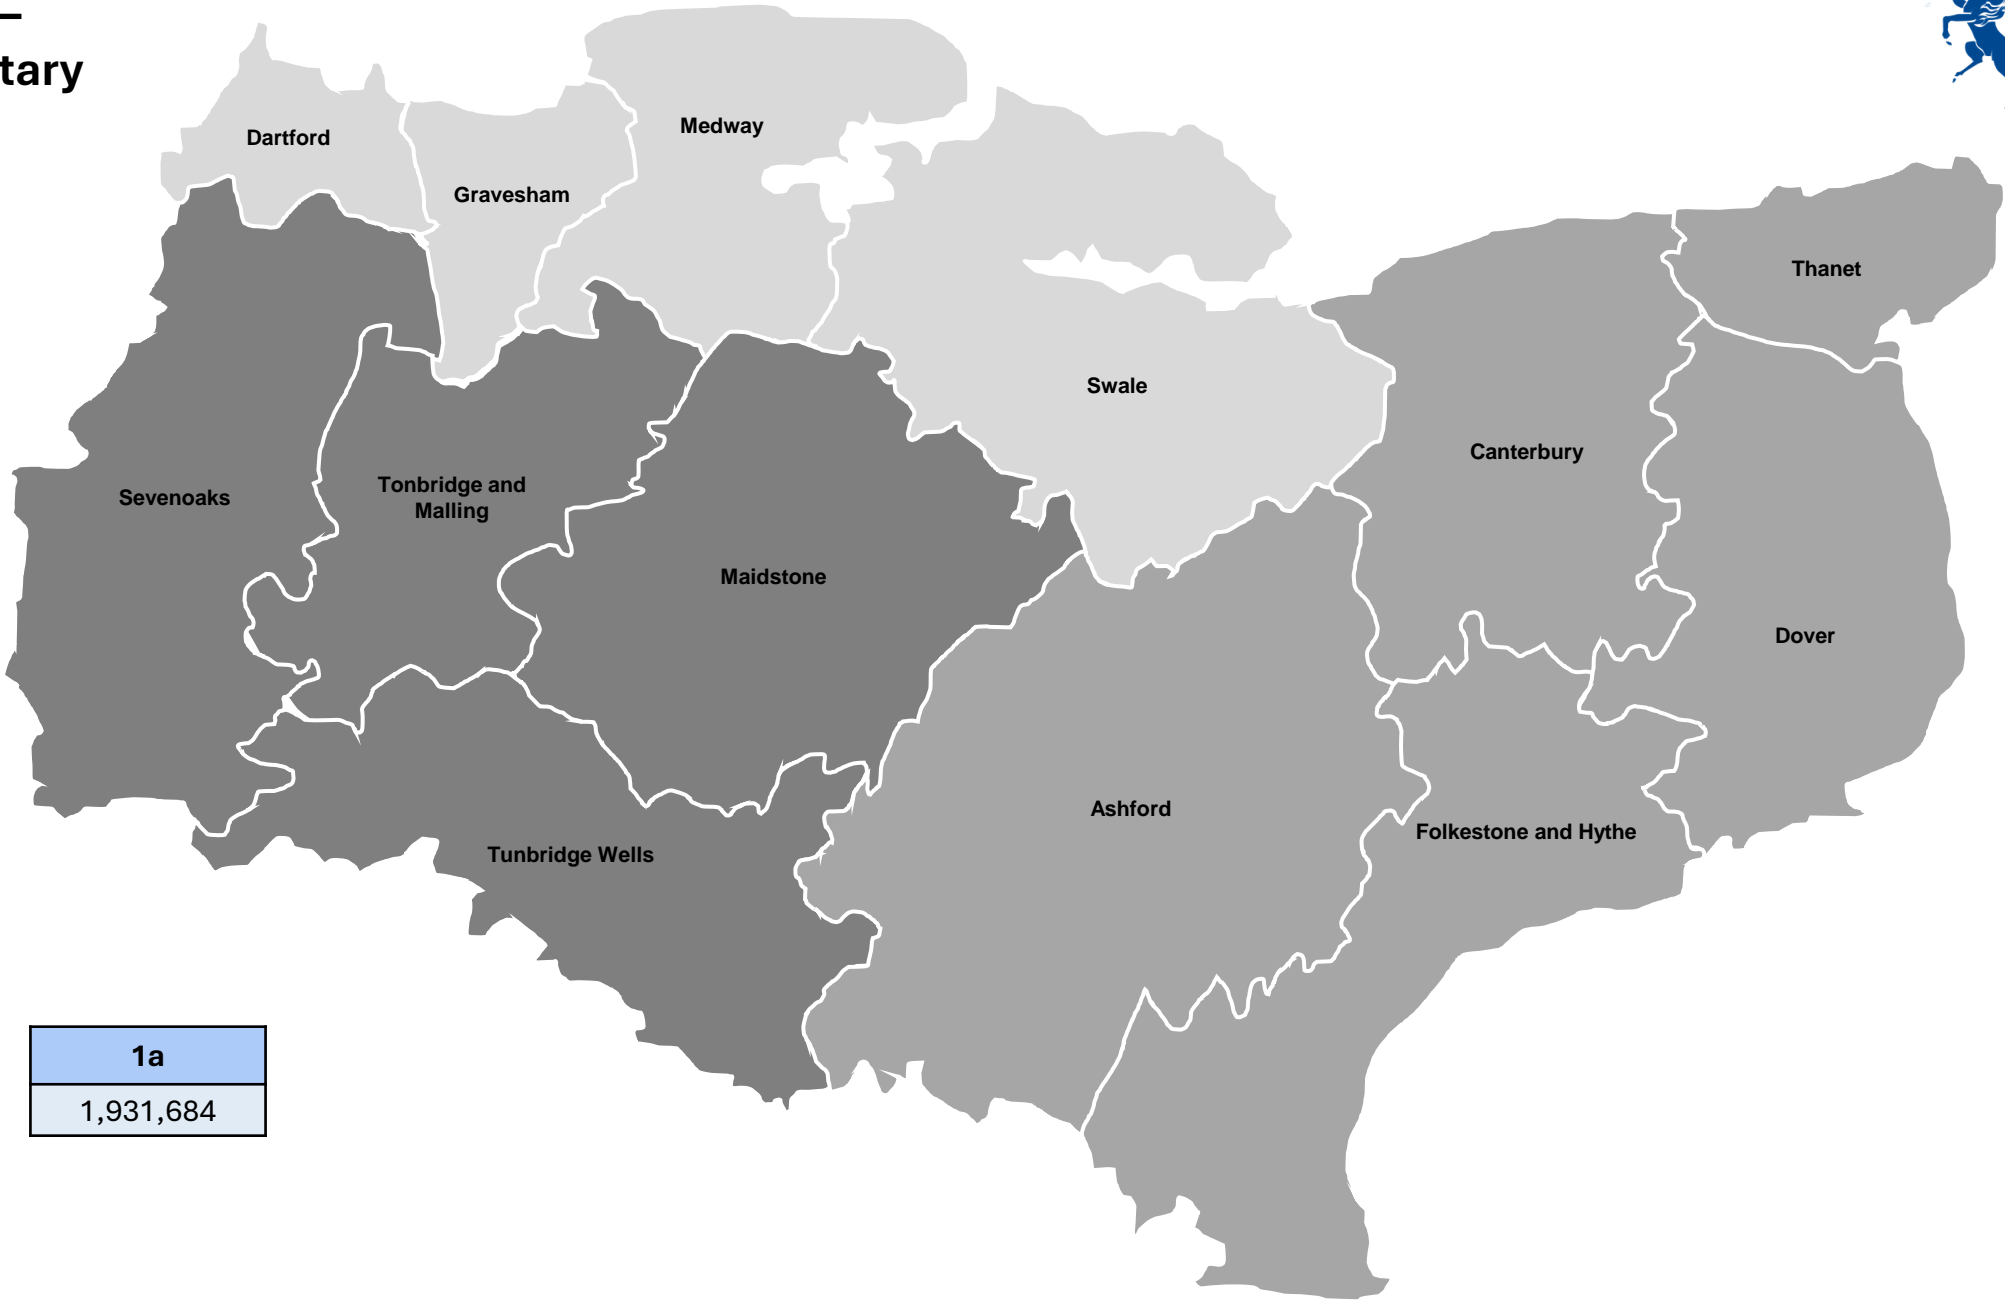 –
tary
Dartford
Medway
Gravesham
Thanet
Swale
Canterbury
Sevenoaks
Tonbridge and
Malling
Maidstone
Dover
Ashford
Folkestone and Hythe
Tunbridge Wells
1a
1,931,684